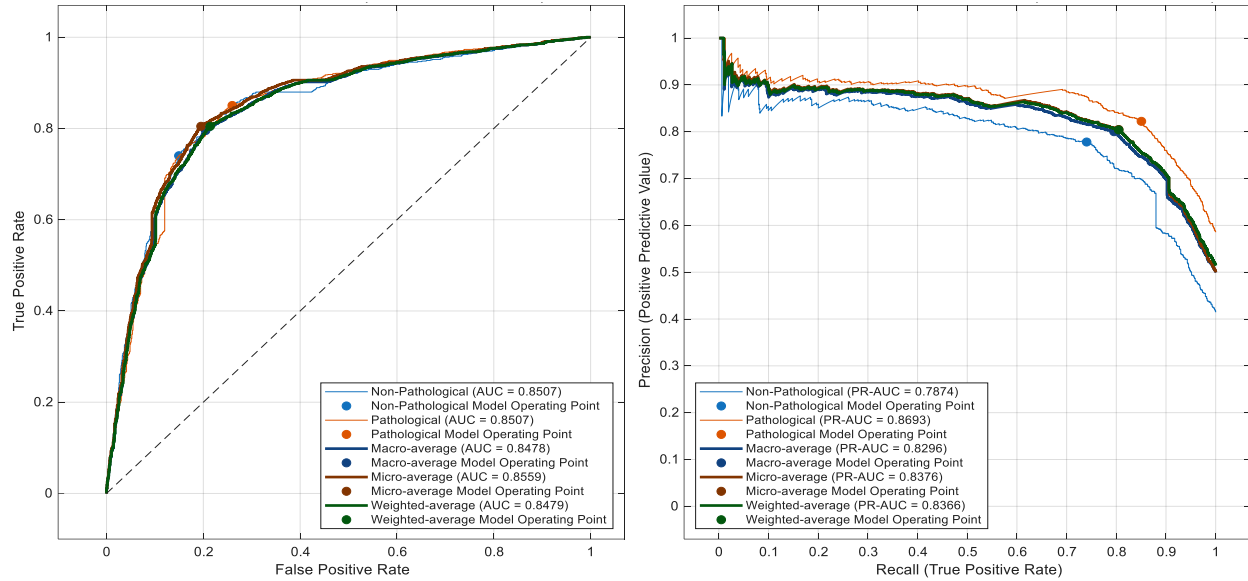 1
0.8
0.6
0.4
0.2
0
True Positive Rate
0
0.2
0.4
0.6
0.8
1
False Positive Rate
Non-Pathological (AUC = 0.8507)
Non-Pathological Model Operating Point
Pathological (AUC = 0.8507)
Pathological Model Operating Point
Macro-average (AUC = 0.8478)
Macro-average Model Operating Point
Micro-average (AUC = 0.8559)
Micro-average Model Operating Point
Weighted-average (AUC = 0.8479)
Weighted-average Model Operating Point
1
0.9
0.8
0.7
0.6
0.5
0.4
0.3
0.2
0.1
0
Precision (Positive Predictive Value)
0
0.1
0.2
0.3
0.4
0.5
0.6
0.7
0.8
0.9
1
Recall (True Positive Rate)
Non-Pathological (PR-AUC = 0.7874)
Non-Pathological Model Operating Point
Pathological (PR-AUC = 0.8693)
Pathological Model Operating Point
Macro-average (PR-AUC = 0.8296)
Macro-average Model Operating Point
Micro-average (PR-AUC = 0.8376)
Micro-average Model Operating Point
Weighted-average (PR-AUC = 0.8366)
Weighted-average Model Operating Point